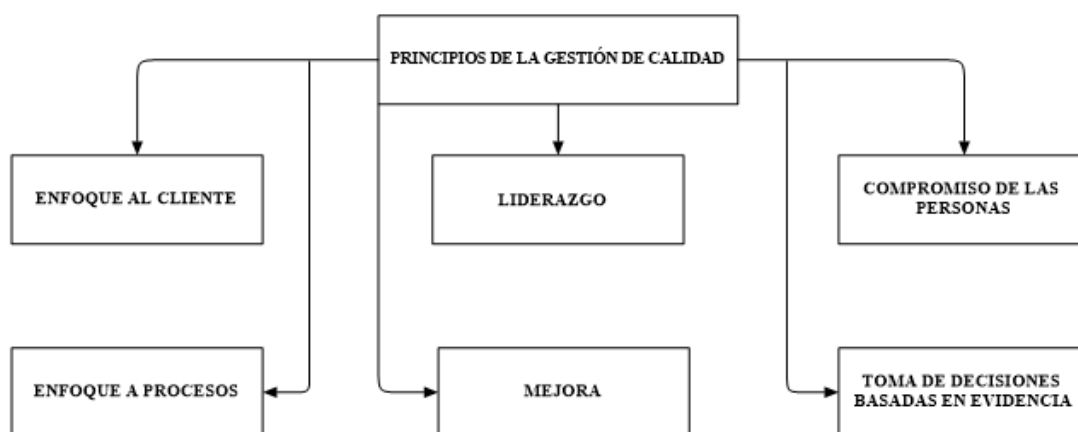 PRINCIPIOS DE LA GESTIÓN DE CALIDAD
ENFOQUE AL CLIENTE
LIDERAZGO
COMPROMISO DE LAS
PERSONAS
ENFOQUE A PROCESOS
MEJORA
TOMA DE DECISIONES
BASADAS EN EVIDENCIA